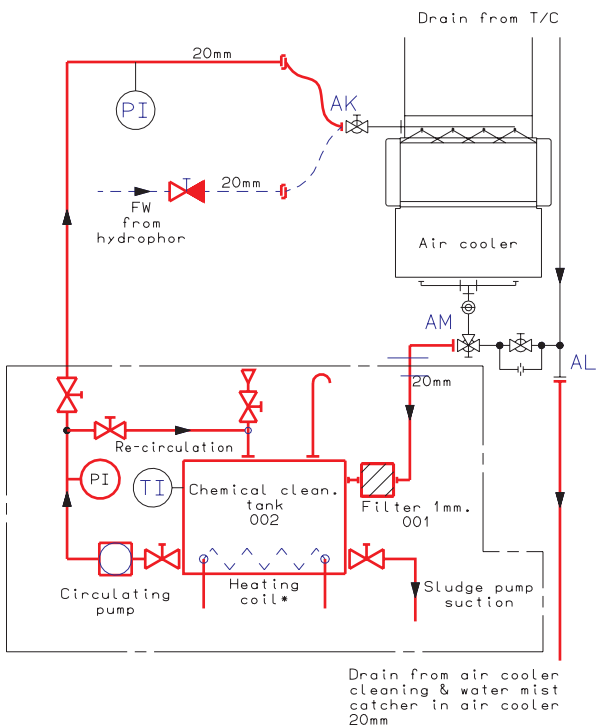 Drain from T/C
20mm
PI
AK
20mm
FW
from
hydrophor
Air cooler
AM
AL
20mm
Re-circulation
PI
TI
Chemical clean.
tank
002
Filter 1mm.
001
Circulating
pump
Heating
coil*
Sludge pump
suction
Drain from air cooler
cleaning & water mist
catcher in air cooler
20mm